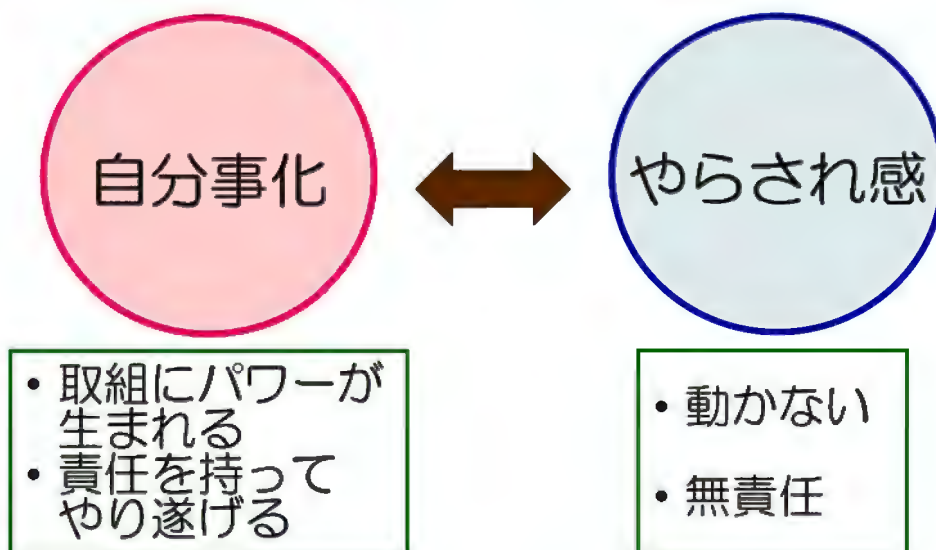 自分事化
やらされ感
・取組にパワーが
生まれる
・責任を持って
やり遂げる
・動かない
・無責任